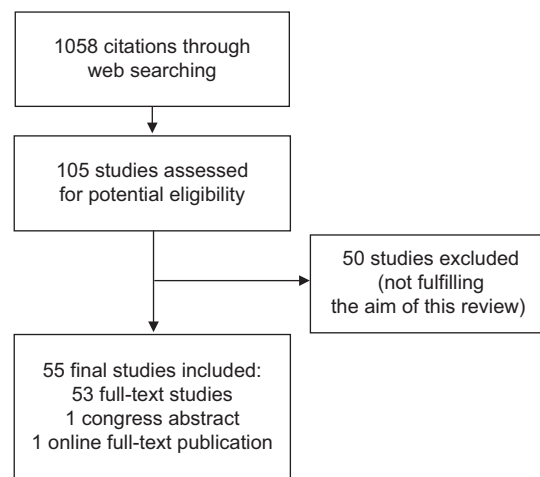 1058 citations through
web searching
105 studies assessed
for potential eligibility
50 studies excluded
(not fulfilling
the aim of this review)
55 final studies included:
53 full-text studies
1 congress abstract
1 online full-text publication